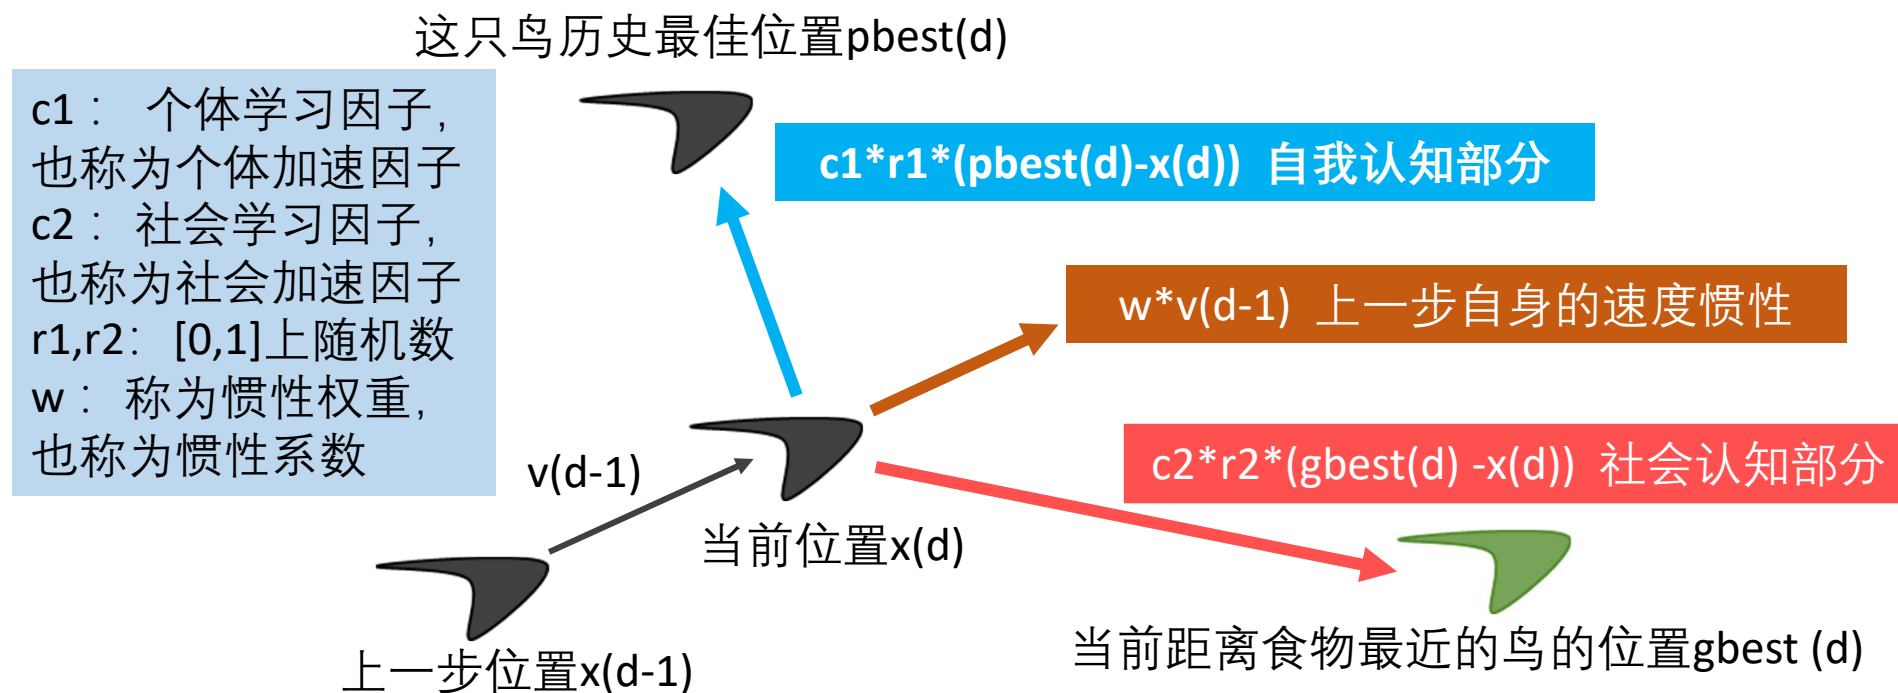 这只鸟历史最佳位置pbest(d)
c1： 个体学习因子,
也称为个体加速因子
c2： 社会学习因子,
也称为社会加速因子
r1,r2：[0,1]上随机数
w： 称为惯性权重,
也称为惯性系数
c1*r1*(pbest(d)-x(d)) 自我认知部分
w*v(d-1) 上一步自身的速度惯性
c2*r2*(gbest(d) -x(d)) 社会认知部分
v(d-1)
当前位置x(d)
上一步位置x(d-1)
当前距离食物最近的鸟的位置gbest (d)